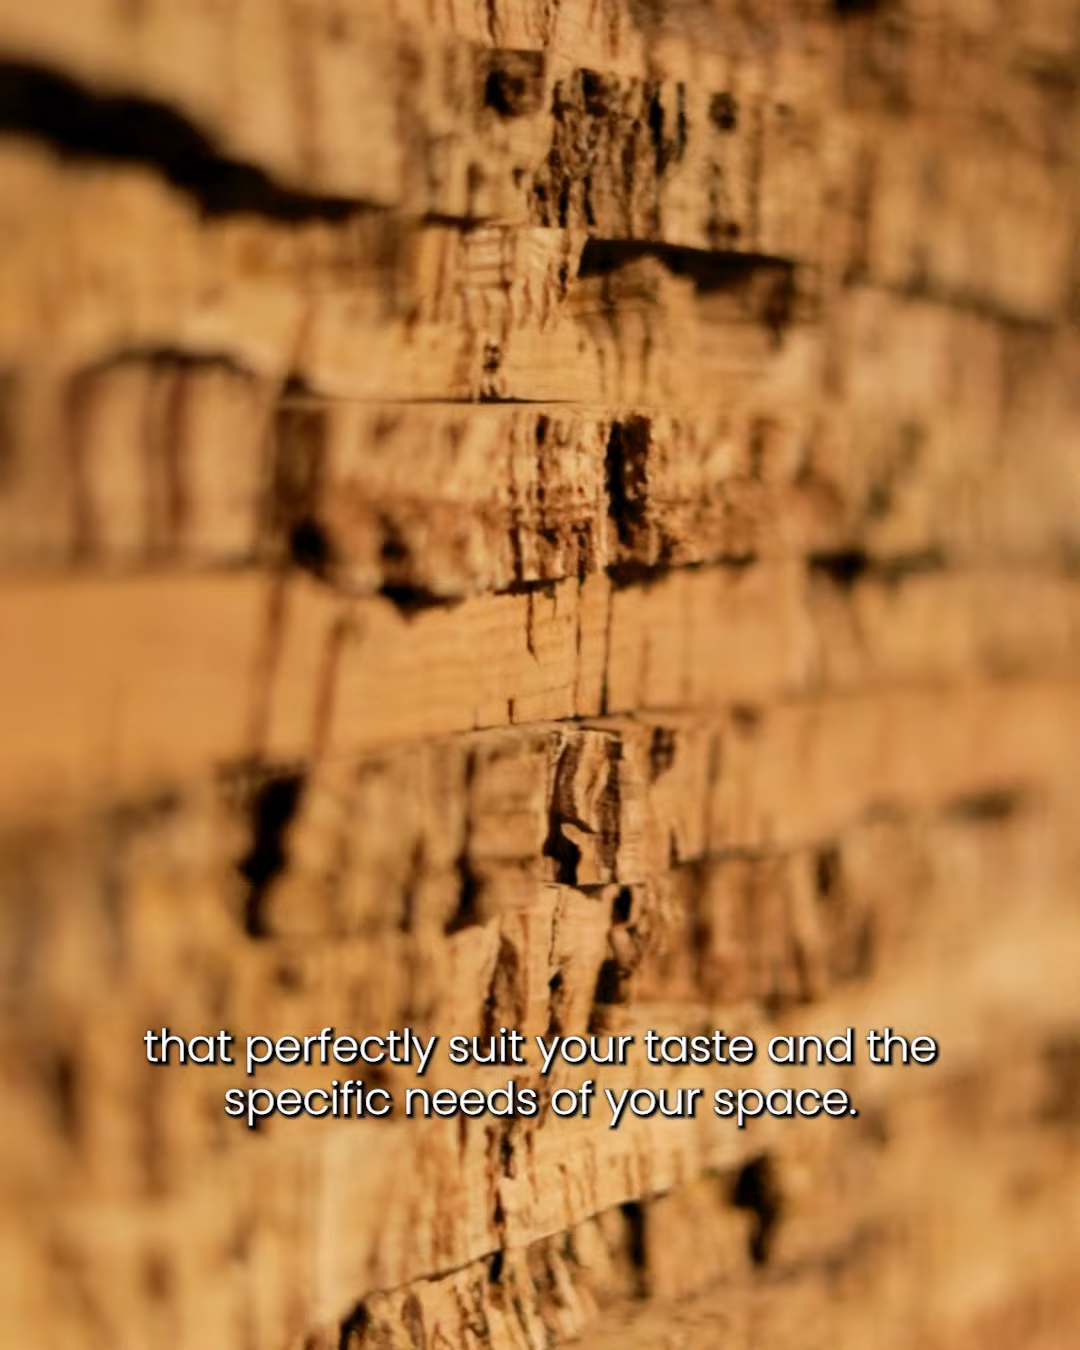 that perfectly suit your taste and the
specific needs of your space.